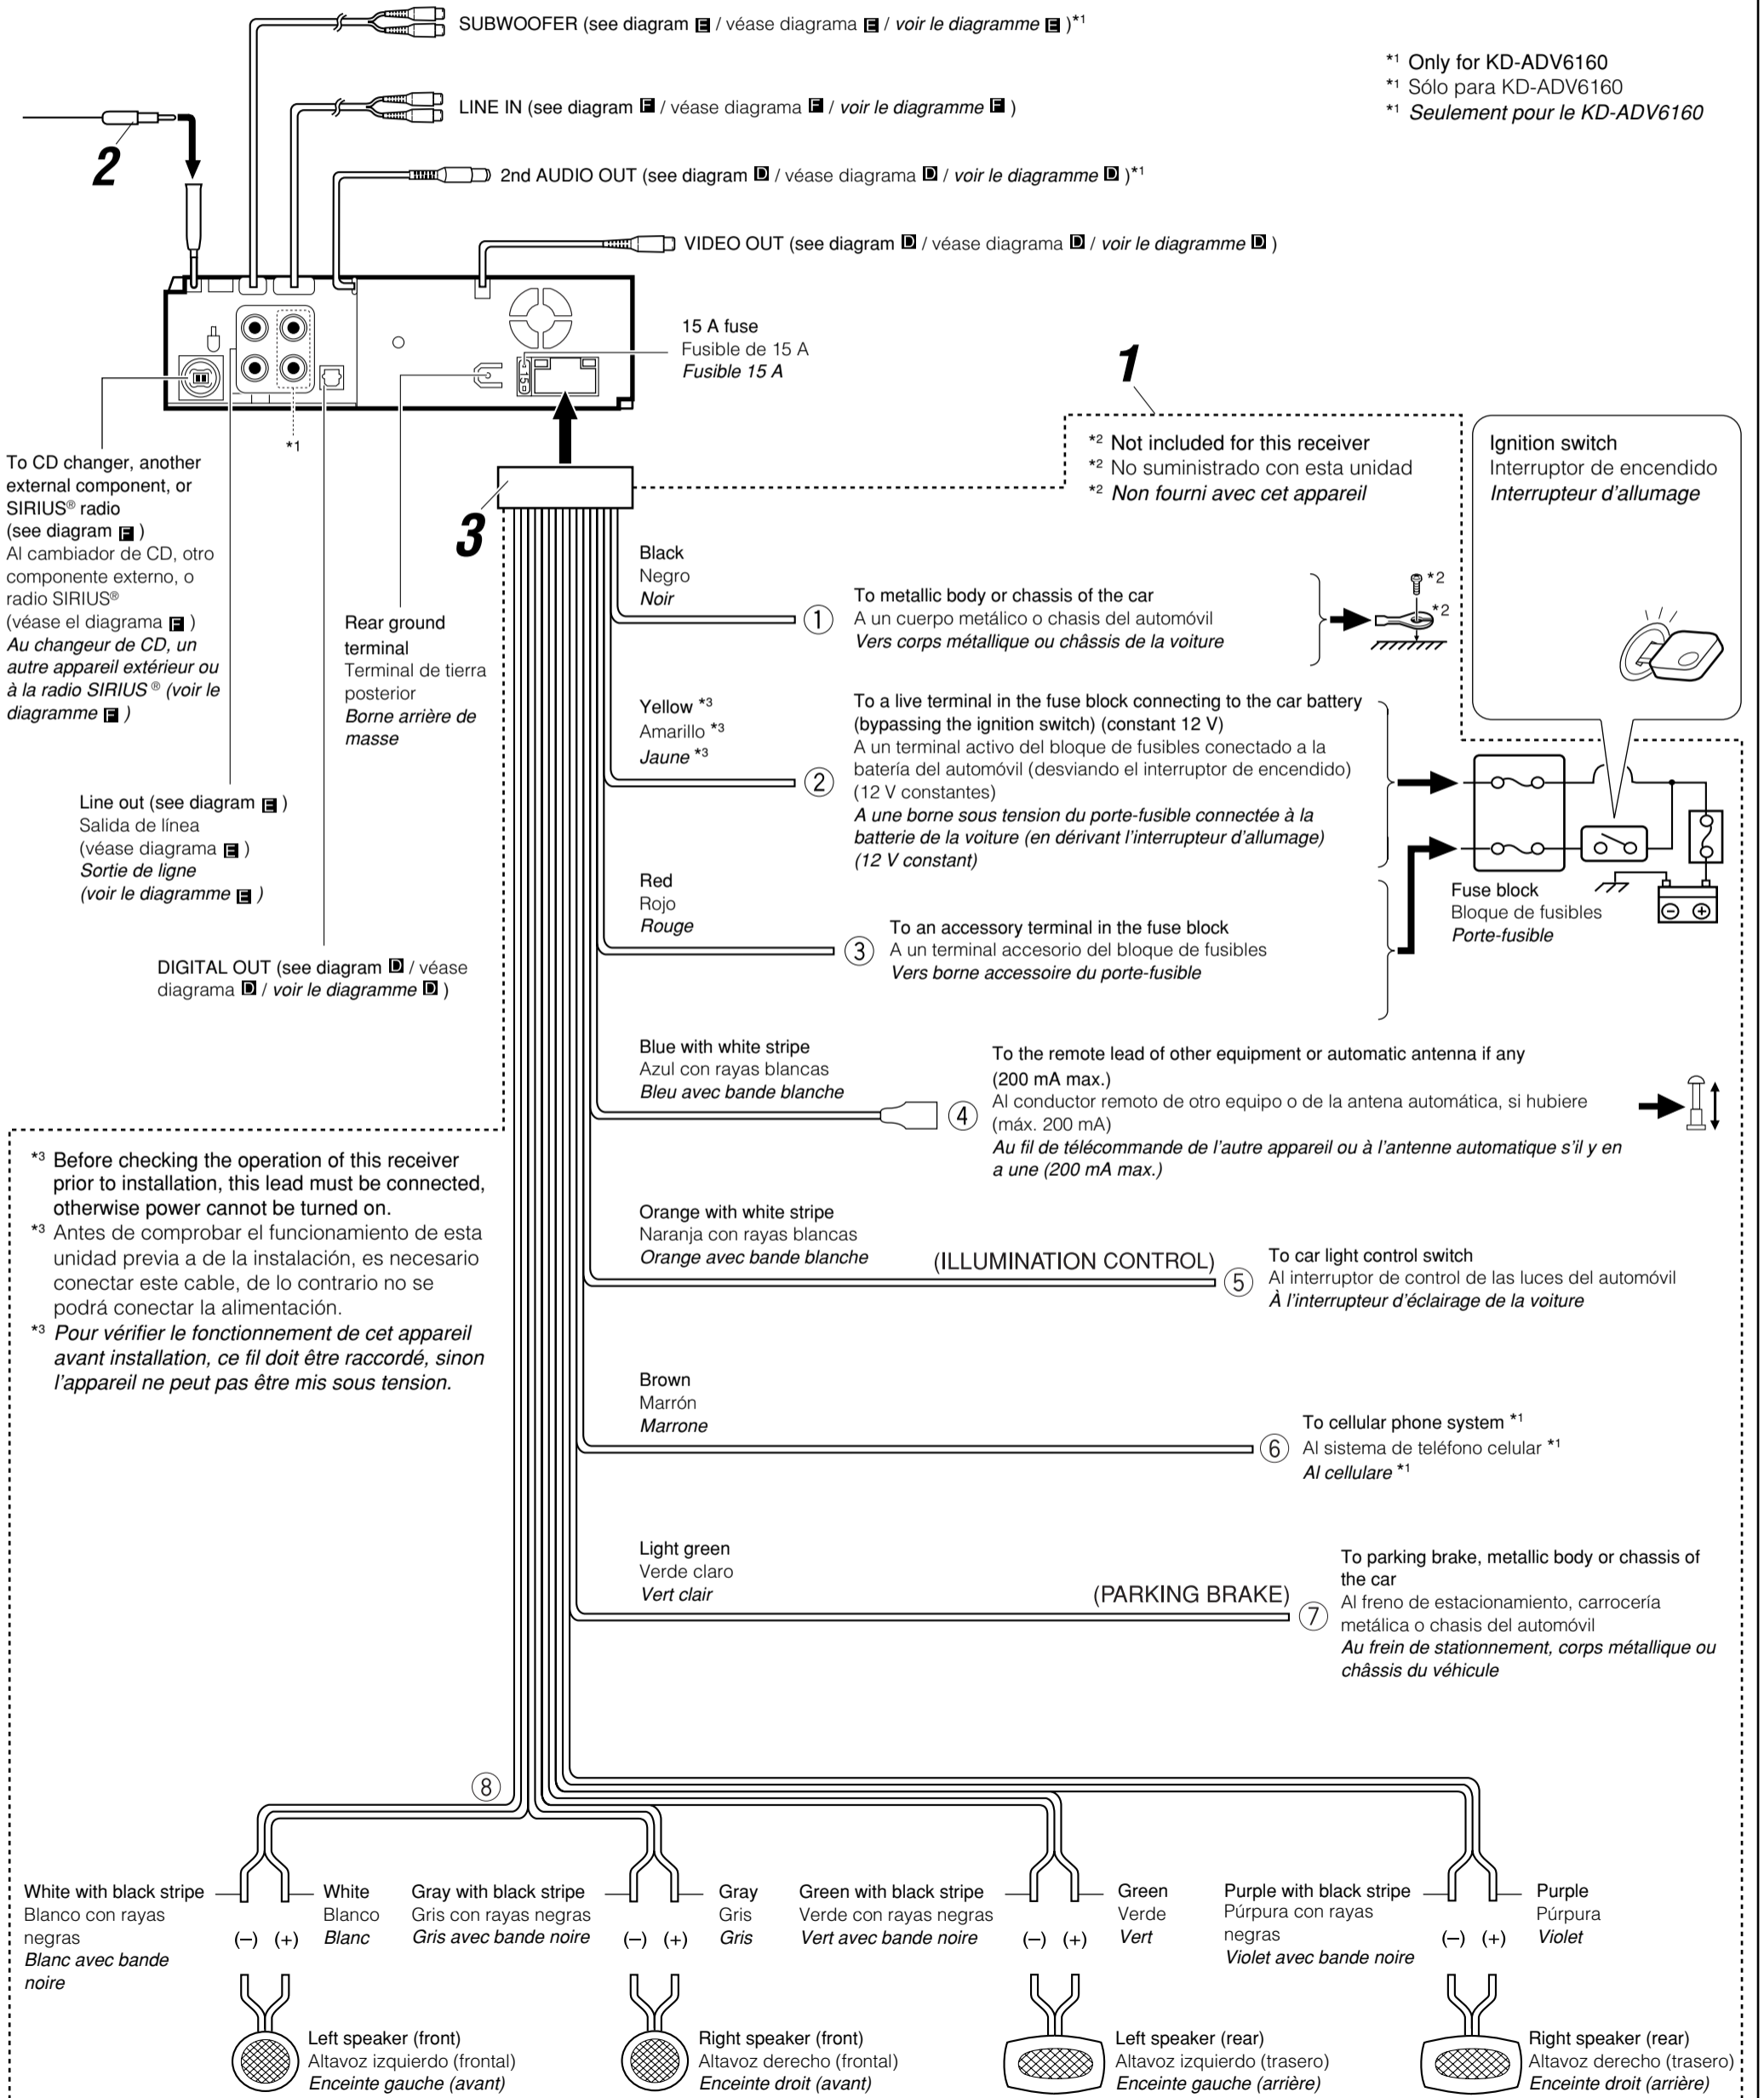 SUBWOOFER (see diagram E / véase diagrama E / voir le diagramme E )*1
*1 Only for KD-ADV6160
*1 Sólo para KD-ADV6160
*1 Seulement pour le KD-ADV6160
LINE IN (see diagram F / véase diagrama F / voir le diagramme F )
2
2nd AUDIO OUT (see diagram D / véase diagrama D / voir le diagramme D )*1
VIDEO OUT (see diagram D / véase diagrama D / voir le diagramme D )
15 A fuse
Fusible de 15 A
Fusible 15 A
15
*1
1
*2 Not included for this receiver
*2 No suministrado con esta unidad
*2 Non fourni avec cet appareil
Ignition switch
Interruptor de encendido
Interrupteur d'allumage
To CD changer, another
external component, or
SIRIUS® radio
(see diagram F )
Al cambiador de CD, otro
componente externo, o
radio SIRIUS®
(véase el diagrama F )
Au changeur de CD, un
autre appareil extérieur ou
à la radio SIRIUS ® (voir le
diagramme F )
3
Rear ground
terminal
Terminal de tierra
posterior
Borne arrière de
masse
Line out (see diagram E )
Salida de línea
(véase diagrama E )
Sortie de ligne
(voir le diagramme E )
DIGITAL OUT (see diagram D / véase
diagrama D / voir le diagramme D )
Black
Negro
Noir
1
To metallic body or chassis of the car
A un cuerpo metálico o chasis del automóvil
Vers corps métallique ou châssis de la voiture
*2
*2
Yellow *3
Amarillo *3
Jaune *3
2
To a live terminal in the fuse block connecting to the car battery
(bypassing the ignition switch) (constant 12 V)
A un terminal activo del bloque de fusibles conectado a la
batería del automóvil (desviando el interruptor de encendido)
(12 V constantes)
A une borne sous tension du porte-fusible connectée à la
batterie de la voiture (en dérivant l'interrupteur d'allumage)
(12 V constant)
Red
Rojo
Rouge
3
To an accessory terminal in the fuse block
A un terminal accesorio del bloque de fusibles
Vers borne accessoire du porte-fusible
Fuse block
Bloque de fusibles
Porte-fusible
− +
Blue with white stripe
Azul con rayas blancas
Bleu avec bande blanche
4
To the remote lead of other equipment or automatic antenna if any
(200 mA max.)
Al conductor remoto de otro equipo o de la antena automática, si hubiere
(máx. 200 mA)
Au fil de télécommande de l'autre appareil ou à l'antenne automatique s'il y en
a une (200 mA max.)
*3 Before checking the operation of this receiver
prior to installation, this lead must be connected,
otherwise power cannot be turned on.
*3 Antes de comprobar el funcionamiento de esta
unidad previa a de la instalación, es necesario
conectar este cable, de lo contrario no se
podrá conectar la alimentación.
*3 Pour vérifier le fonctionnement de cet appareil
avant installation, ce fil doit être raccordé, sinon
l'appareil ne peut pas être mis sous tension.
Orange with white stripe
Naranja con rayas blancas
Orange avec bande blanche
(ILLUMINATION CONTROL)
5
To car light control switch
Al interruptor de control de las luces del automóvil
À l'interrupteur d'éclairage de la voiture
Brown
Marrón
Marrone
6
To cellular phone system *1
Al sistema de teléfono celular *1
Al cellulare *1
Light green
Verde claro
Vert clair
(PARKING BRAKE)
7
To parking brake, metallic body or chassis of
the car
Al freno de estacionamiento, carrocería
metálica o chasis del automóvil
Au frein de stationnement, corps métallique ou
châssis du véhicule
8
White with black stripe
Blanco con rayas
negras
Blanc avec bande
noire
(−) (+)
White
Blanco
Blanc
Gray with black stripe
Gris con rayas negras
Gris avec bande noire
(−) (+)
Gray
Gris
Gris
Green with black stripe
Verde con rayas negras
Vert avec bande noire
(−) (+)
Green
Verde
Vert
Purple with black stripe
Púrpura con rayas
negras
Violet avec bande noire
(−) (+)
Purple
Púrpura
Violet
Left speaker (front)
Altavoz izquierdo (frontal)
Enceinte gauche (avant)
Right speaker (front)
Altavoz derecho (frontal)
Enceinte droit (avant)
Left speaker (rear)
Altavoz izquierdo (trasero)
Enceinte gauche (arrière)
Right speaker (rear)
Altavoz derecho (trasero)
Enceinte droit (arrière)